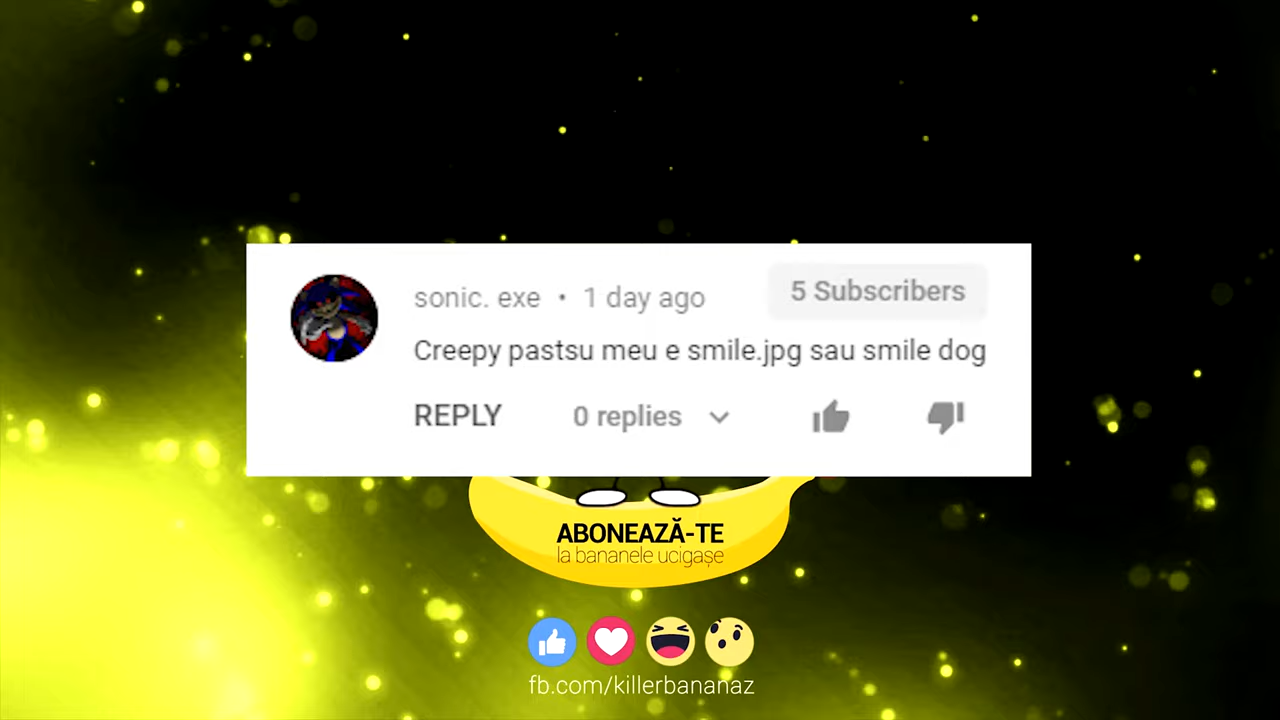 sonic. exe • 1 day ago 5 Subscribers
Creepy pastsu meu e smile.jpg sau smile dog
REPLY 0 replies
ABONEAZĂ-TE
la bananele ucigașe
fb.com/killerbananaz